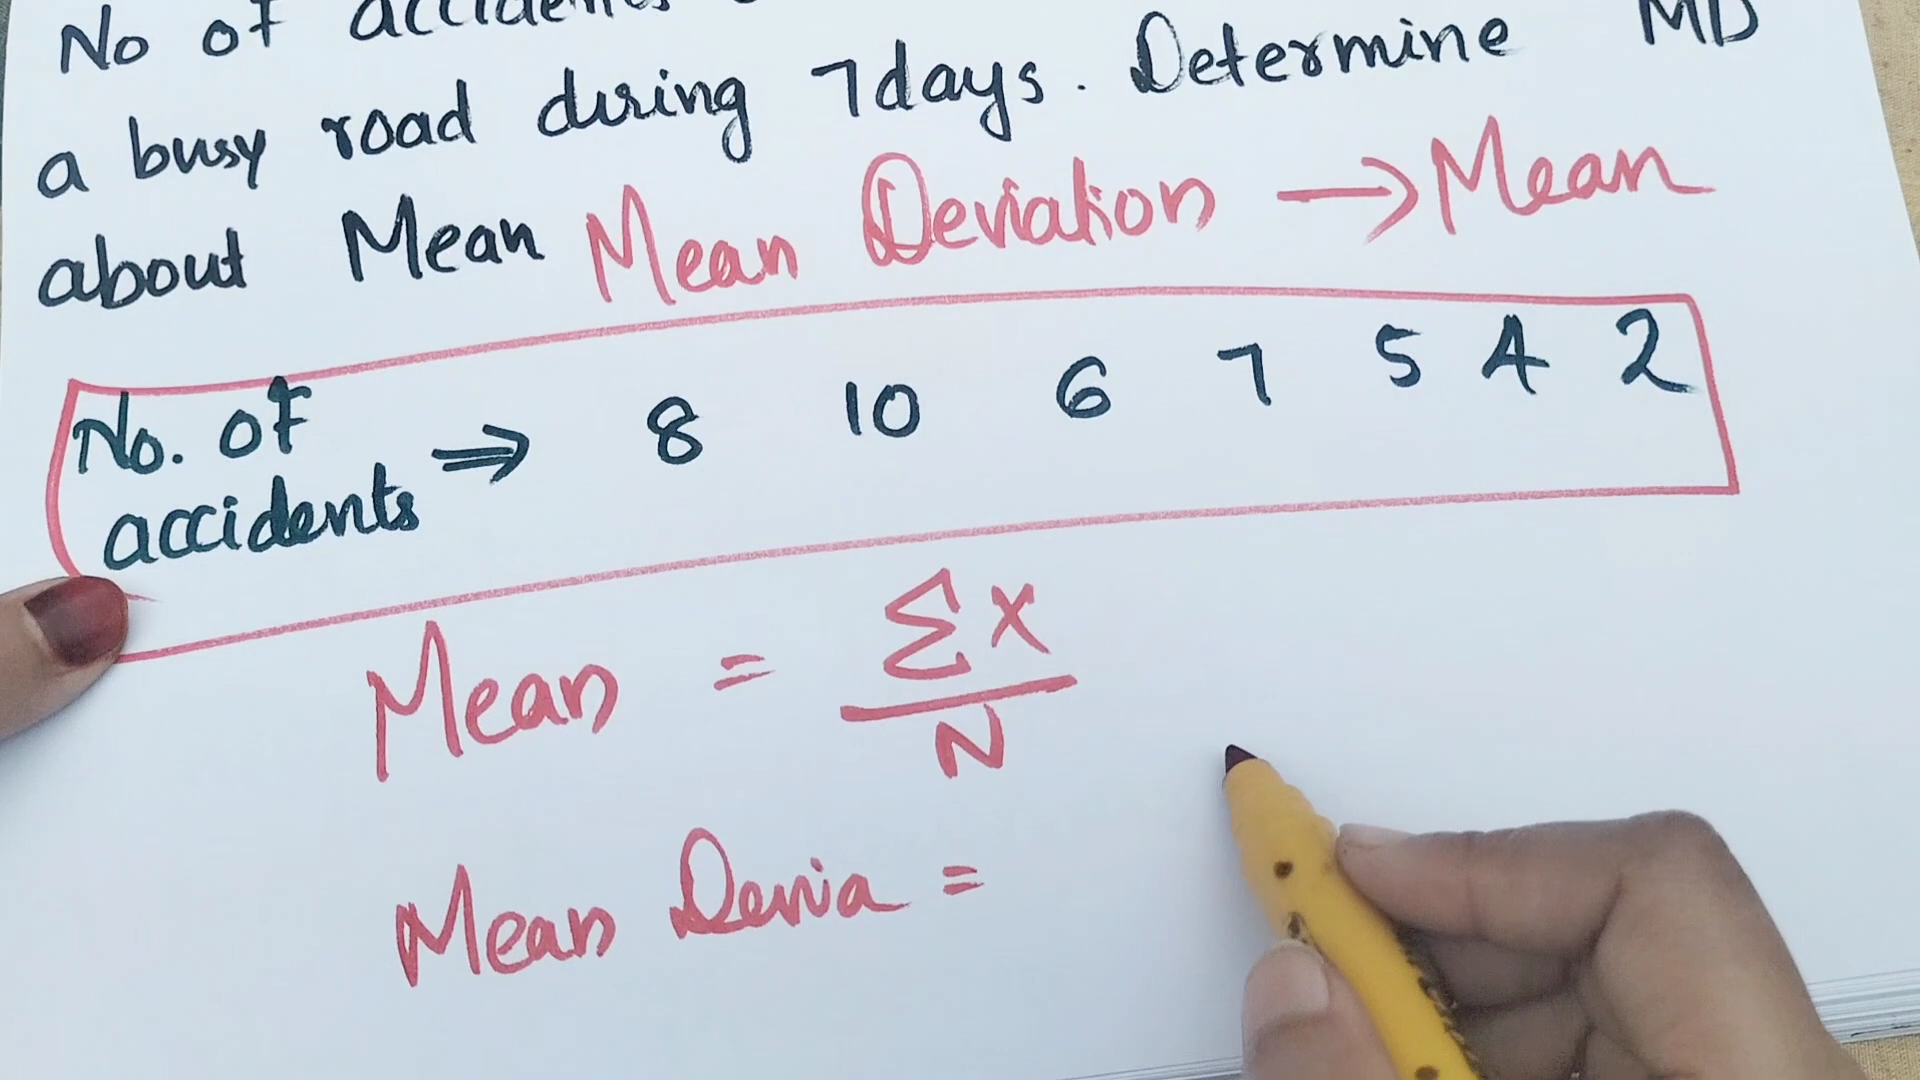 No of accidents
a busy road during 7days. Determine MD
about Mean Mean Deviation → Mean
No. of accidents ⇒ 8 10 6 7 5 4 2
Mean = Σx
N
Mean Devia =